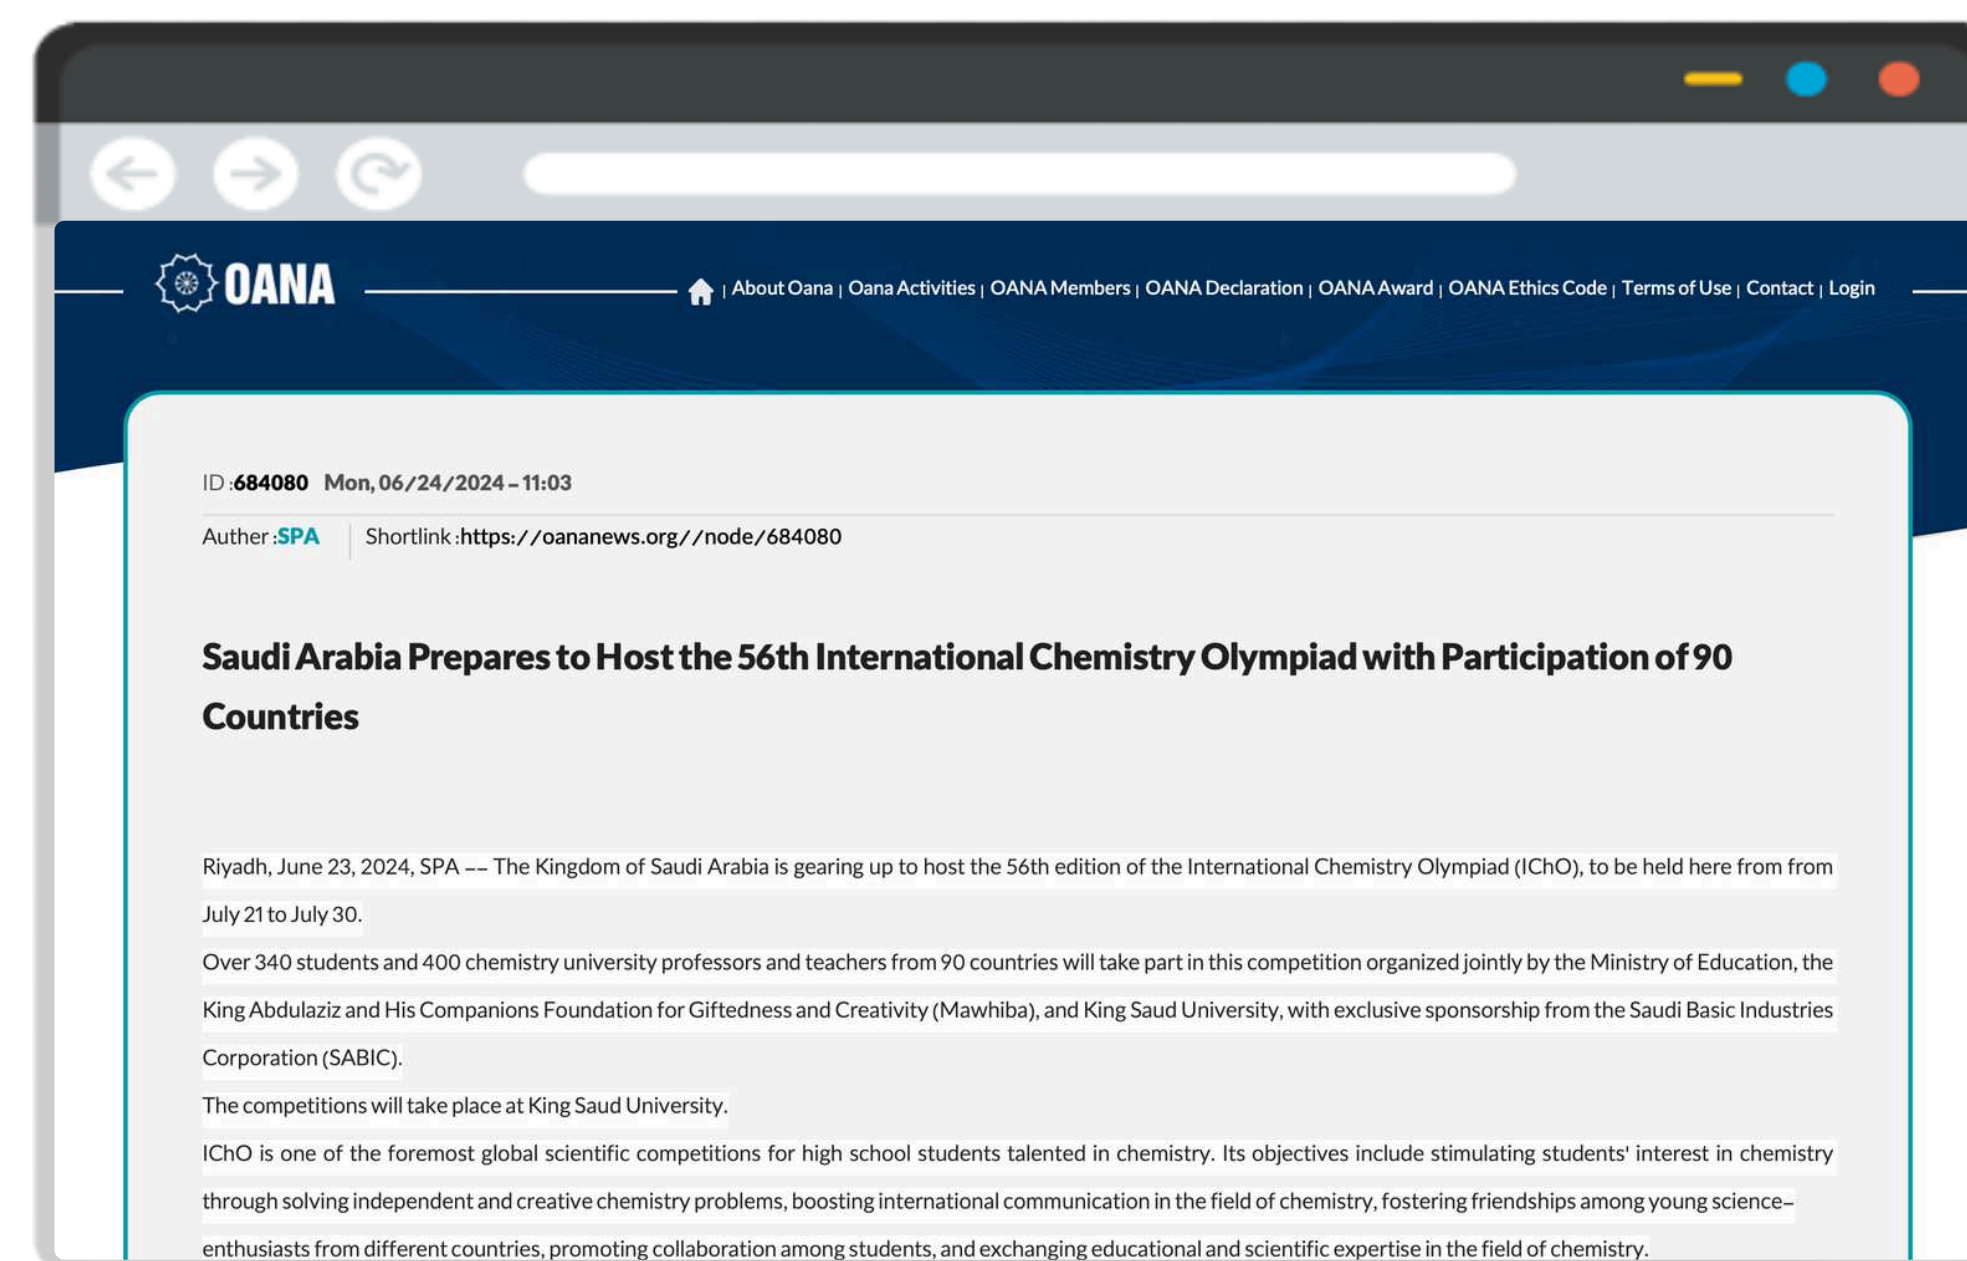 OANA
| About Oana | Oana Activities | OANA Members | OANA Declaration | OANA Award | OANA Ethics Code | Terms of Use | Contact | Login
ID :684080 Mon, 06/24/2024 - 11:03
Auther :SPA Shortlink :https://oananews.org//node/684080
Saudi Arabia Prepares to Host the 56th International Chemistry Olympiad with Participation of 90
Countries
Riyadh, June 23, 2024, SPA -- The Kingdom of Saudi Arabia is gearing up to host the 56th edition of the International Chemistry Olympiad (IChO), to be held here from from
July 21 to July 30.
Over 340 students and 400 chemistry university professors and teachers from 90 countries will take part in this competition organized jointly by the Ministry of Education, the
King Abdulaziz and His Companions Foundation for Giftedness and Creativity (Mawhiba), and King Saud University, with exclusive sponsorship from the Saudi Basic Industries
Corporation (SABIC).
The competitions will take place at King Saud University.
IChO is one of the foremost global scientific competitions for high school students talented in chemistry. Its objectives include stimulating students' interest in chemistry
through solving independent and creative chemistry problems, boosting international communication in the field of chemistry, fostering friendships among young science-
enthusiasts from different countries, promoting collaboration among students, and exchanging educational and scientific expertise in the field of chemistry.